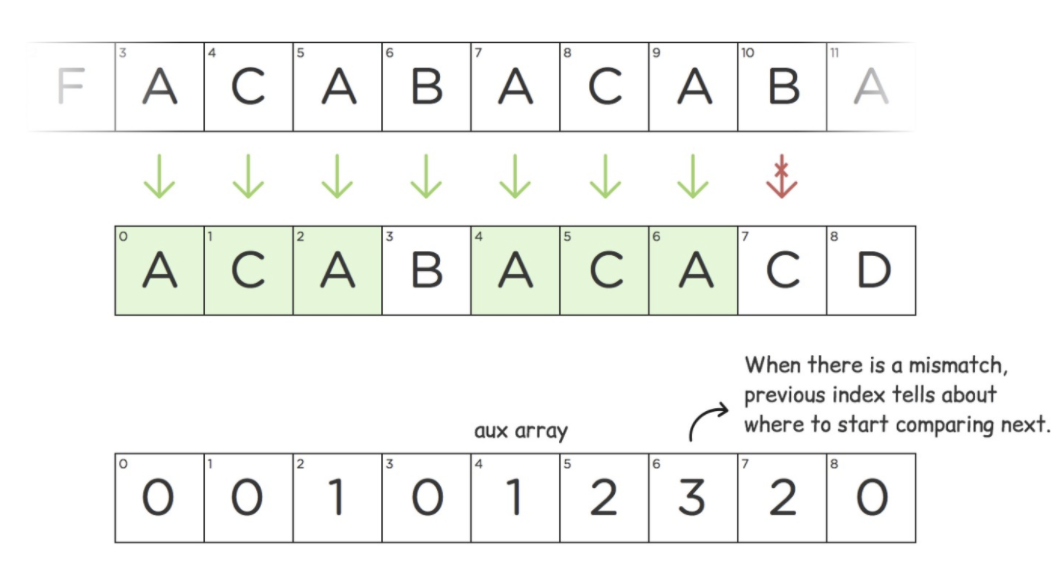 3 4 5 6 7 8 9 10 11
F A C A B A C A B A
0 1 2 3 4 5 6 7 8
A C A B A C A C D
When there is a mismatch,
previous index tells about
where to start comparing next.
aux array
0 1 2 3 4 5 6 7 8
0 0 1 0 1 2 3 2 0